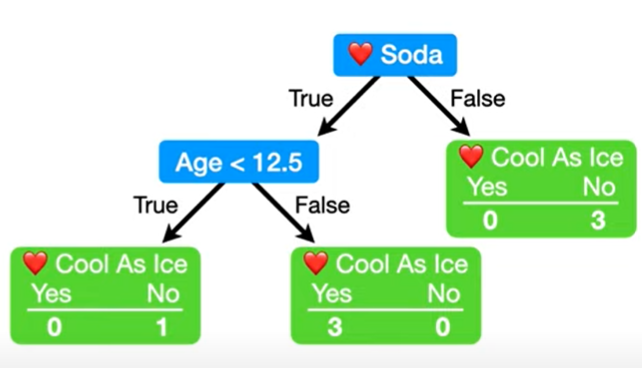 ❤️ Soda
True
False
Age < 12.5
❤️ Cool As Ice
Yes No
0 3
True
False
❤️ Cool As Ice
Yes No
0 1
❤️ Cool As Ice
Yes No
3 0